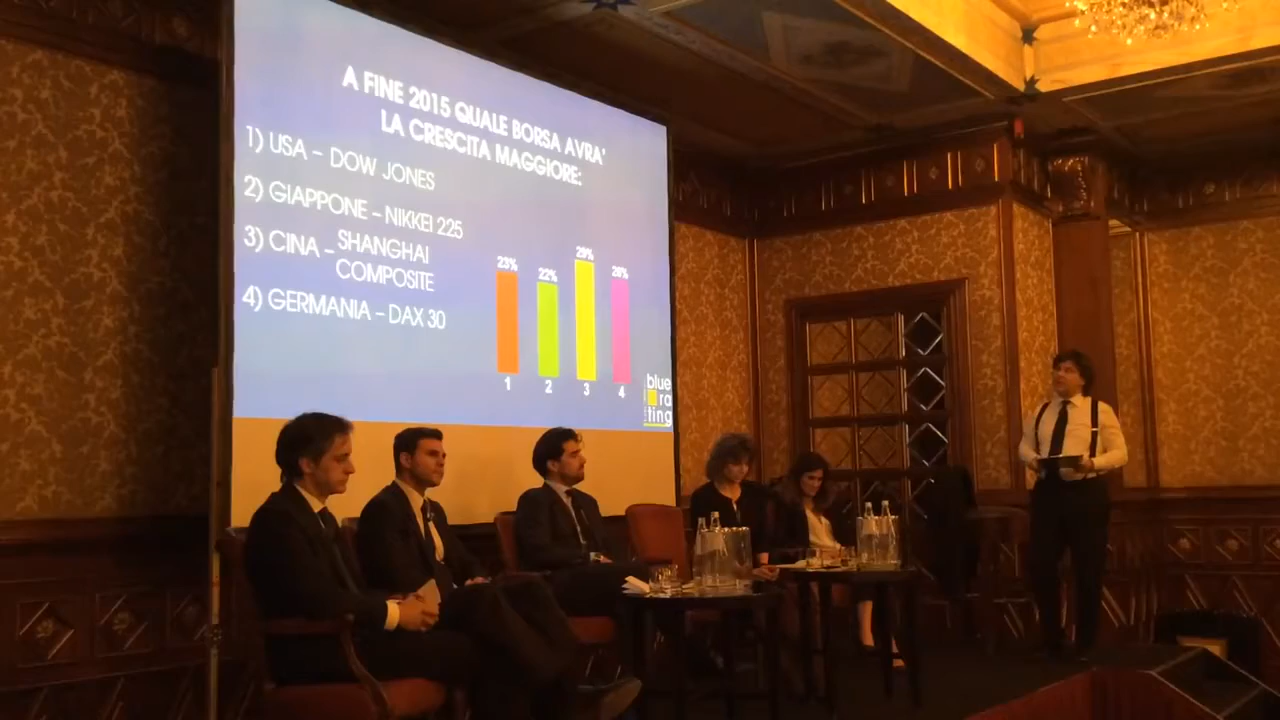 A FINE 2015 QUALE BORSA AVRA'
LA CRESCITA MAGGIORE:
1) USA – DOW JONES
2) GIAPPONE – NIKKEI 225
3) CINA – SHANGHAI
COMPOSITE
4) GERMANIA – DAX 30
23%
22%
29%
26%
1
2
3
4
blue
ra
ting